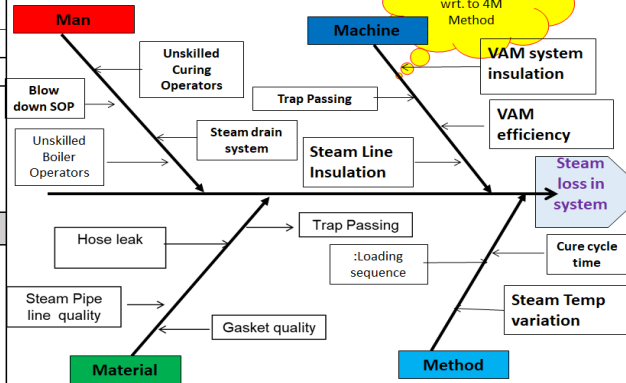 wrt. to 4M
Method
Man
Machine
Unskilled
Curing
Operators
VAM system
insulation
Blow
down SOP
Trap Passing
VAM
efficiency
Unskilled
Boiler
Operators
Steam drain
system
Steam Line
Insulation
Steam
loss in
system
Hose leak
Trap Passing
:Loading
sequence
Cure cycle
time
Steam Pipe
line quality
Gasket quality
Steam Temp
variation
Material
Method